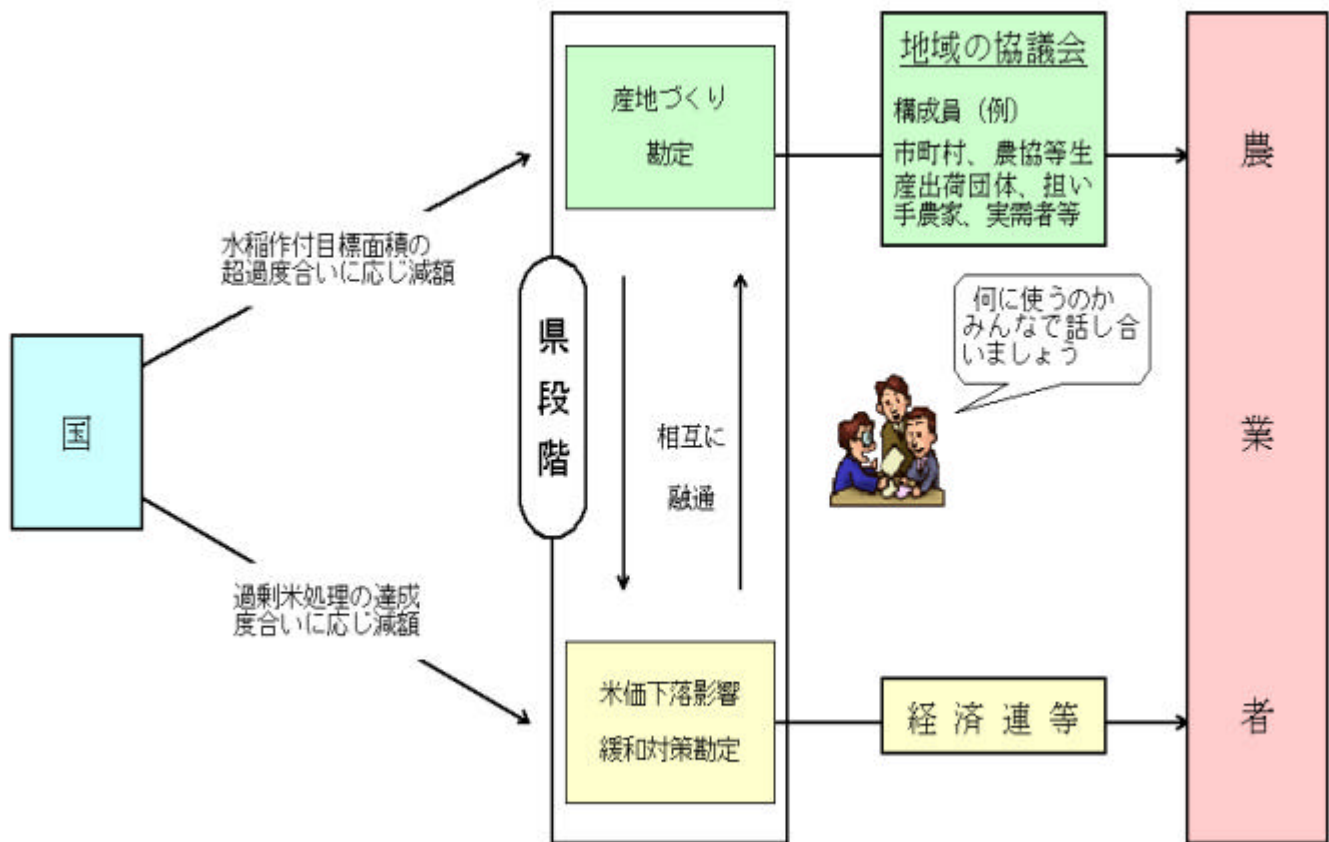 国
水稲作付目標面積の
超過度合いに応じ減額
過剰米処理の達成
度合いに応じ減額
県段階
産地づくり
勘定
相互に
融通
米価下落影響
緩和対策勘定
地域の協議会
構成員（例）
市町村、農協等生
産出荷団体、担い
手農家、実需者等
何に使うのか
みんなで話し合
いましょう
経済連等
農業者